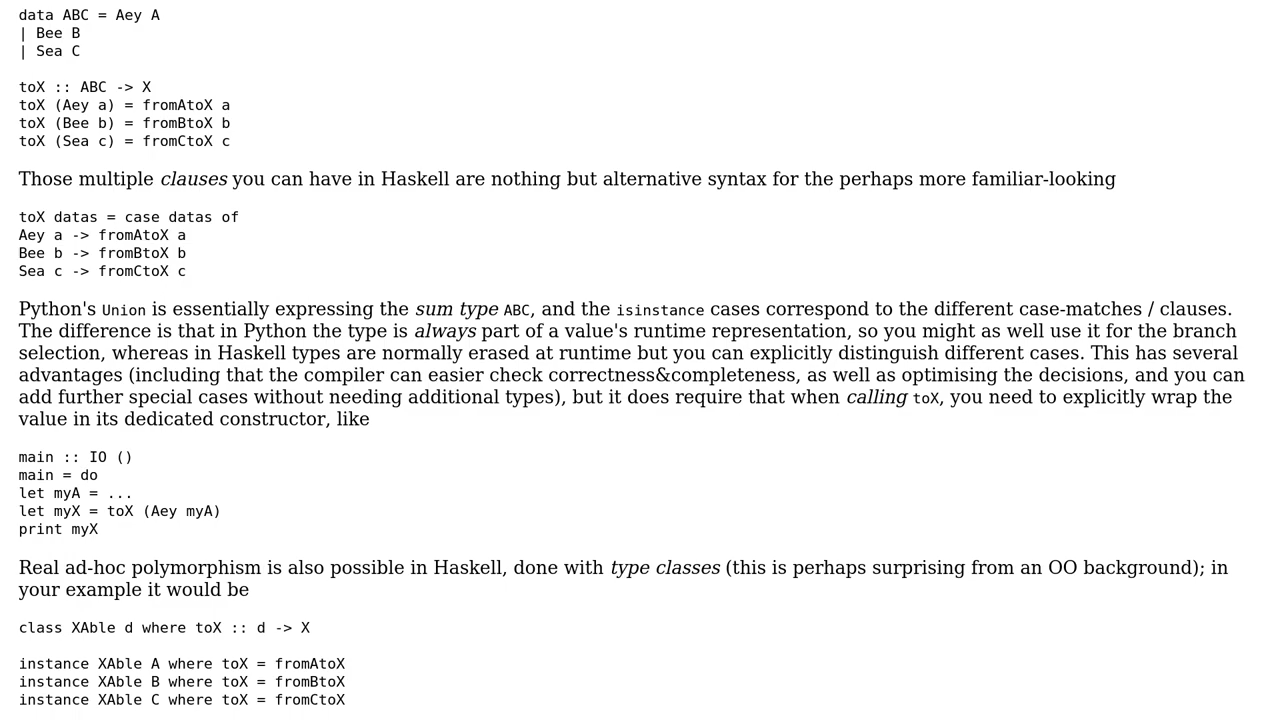 data ABC = Aey A
| Bee B
| Sea C
toX :: ABC -> X
toX (Aey a) = fromAtoX a
toX (Bee b) = fromBtoX b
toX (Sea c) = fromCtoX c
Those multiple clauses you can have in Haskell are nothing but alternative syntax for the perhaps more familiar-looking
toX datas = case datas of
Aey a -> fromAtoX a
Bee b -> fromBtoX b
Sea c -> fromCtoX c
Python's Union is essentially expressing the sum type ABC, and the isinstance cases correspond to the different case-matches / clauses.
The difference is that in Python the type is always part of a value's runtime representation, so you might as well use it for the branch
selection, whereas in Haskell types are normally erased at runtime but you can explicitly distinguish different cases. This has several
advantages (including that the compiler can easier check correctness&completeness, as well as optimising the decisions, and you can
add further special cases without needing additional types), but it does require that when calling toX, you need to explicitly wrap the
value in its dedicated constructor, like
main :: IO ()
main = do
let myA = ...
let myX = toX (Aey myA)
print myX
Real ad-hoc polymorphism is also possible in Haskell, done with type classes (this is perhaps surprising from an OO background); in
your example it would be
class XAble d where toX :: d -> X
instance XAble A where toX = fromAtoX
instance XAble B where toX = fromBtoX
instance XAble C where toX = fromCtoX